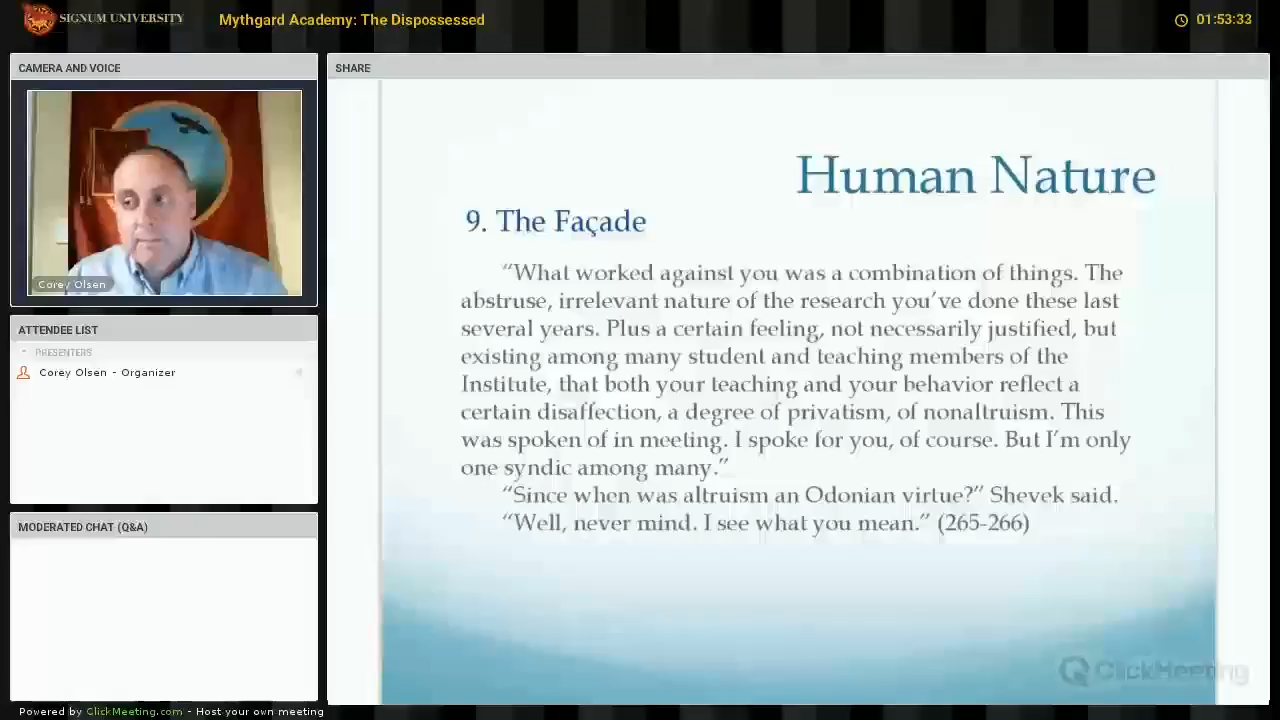 SIGNUM UNIVERSITY
Mythgard Academy: The Dispossessed
01:53:33
CAMERA AND VOICE
SHARE
Corey Olsen
ATTENDEE LIST
PRESENTERS
Corey Olsen - Organizer
MODERATED CHAT (Q&A)
Human Nature
9. The Façade
“What worked against you was a combination of things. The
abstruse, irrelevant nature of the research you’ve done these last
several years. Plus a certain feeling, not necessarily justified, but
existing among many student and teaching members of the
Institute, that both your teaching and your behavior reflect a
certain disaffection, a degree of privatism, of nonaltruism. This
was spoken of in meeting. I spoke for you, of course. But I’m only
one syndic among many.”
“Since when was altruism an Odonian virtue?” Shevek said.
“Well, never mind. I see what you mean.” (265-266)
ClickMeeting
Powered by ClickMeeting.com - Host your own meeting